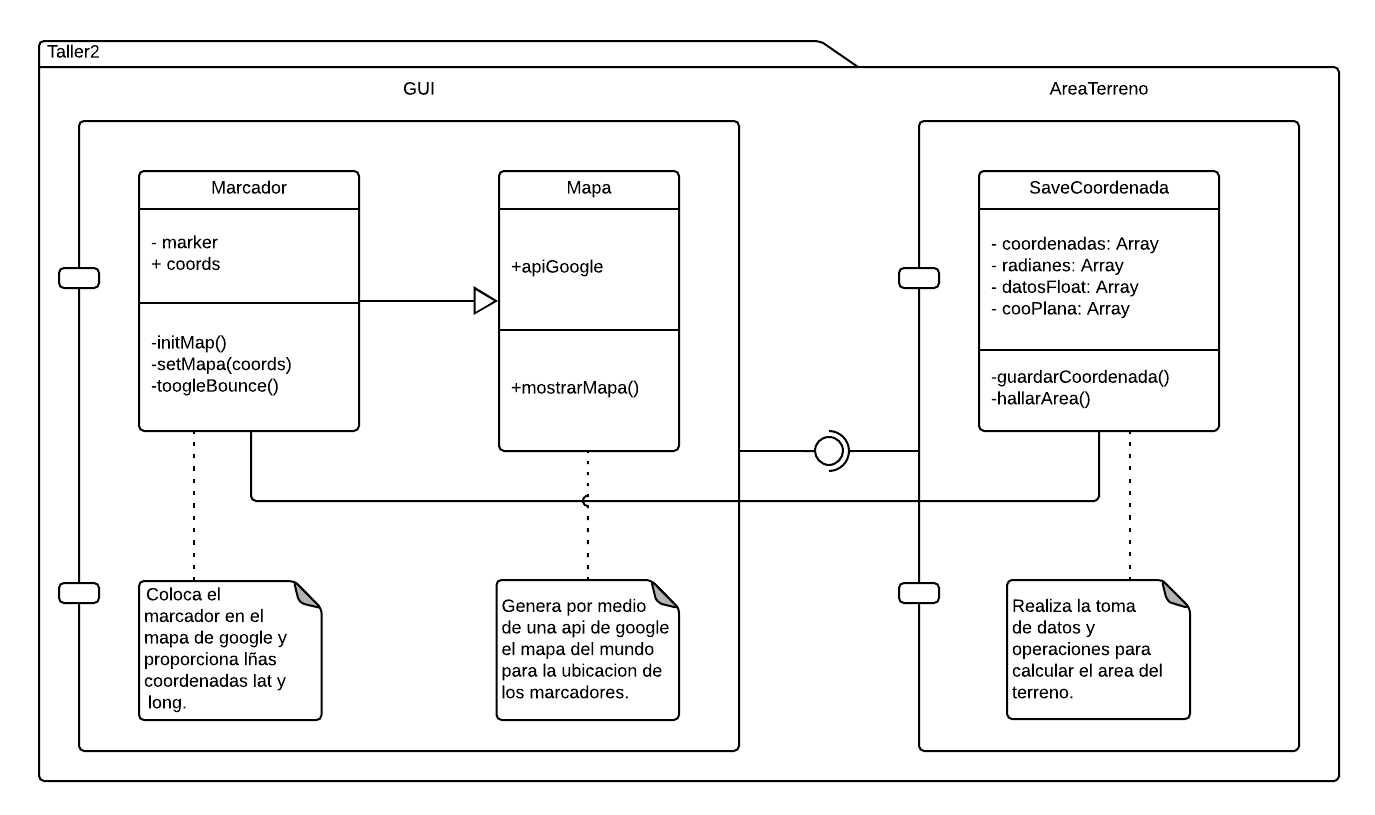 Taller2
GUI
AreaTerreno
Marcador
- marker
+ coords
-initMap()
-setMapa(coords)
-toogleBounce()
Mapa
+apiGoogle
+mostrarMapa()
SaveCoordenada
- coordenadas: Array
- radianes: Array
- datosFloat: Array
- cooPlana: Array
-guardarCoordenada()
-hallarArea()
Coloca el
marcador en el
mapa de google y
proporciona lñas
coordenadas lat y
long.
Genera por medio
de una api de google
el mapa del mundo
para la ubicacion de
los marcadores.
Realiza la toma
de datos y
operaciones para
calcular el area del
terreno.